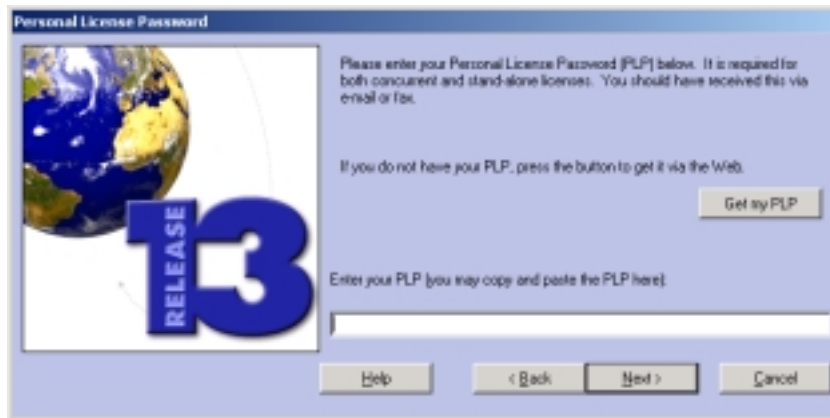 Personal License Password
Please enter your Personal License Password (PLP) below. It is required for
both concurrent and stand-alone licenses. You should have received this via
e-mail or fax.
If you do not have your PLP, press the button to get it via the Web.
Get my PLP
RELEASE
13
Enter your PLP (you may copy and paste the PLP here):
Help
< Back
Next >
Cancel